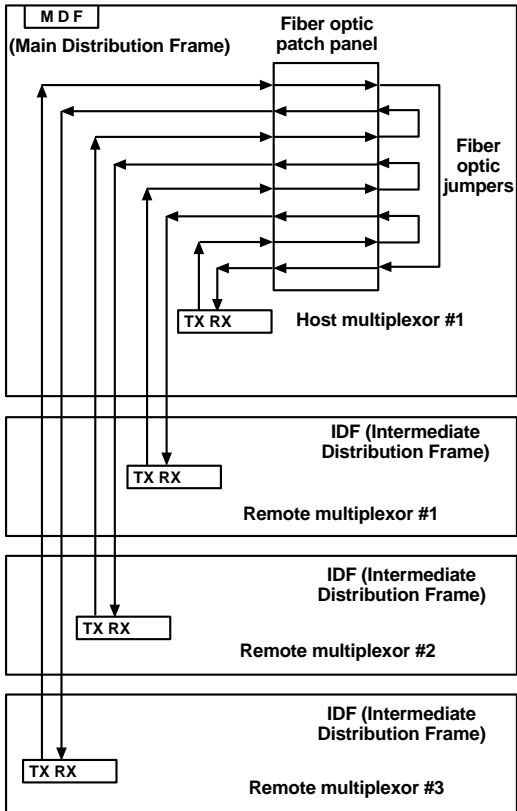 M D F
(Main Distribution Frame)
Fiber optic
patch panel
Fiber
optic
jumpers
TX RX
Host multiplexor #1
IDF (Intermediate
Distribution Frame)
TX RX
Remote multiplexor #1
IDF (Intermediate
Distribution Frame)
TX RX
Remote multiplexor #2
IDF (Intermediate
Distribution Frame)
TX RX
Remote multiplexor #3